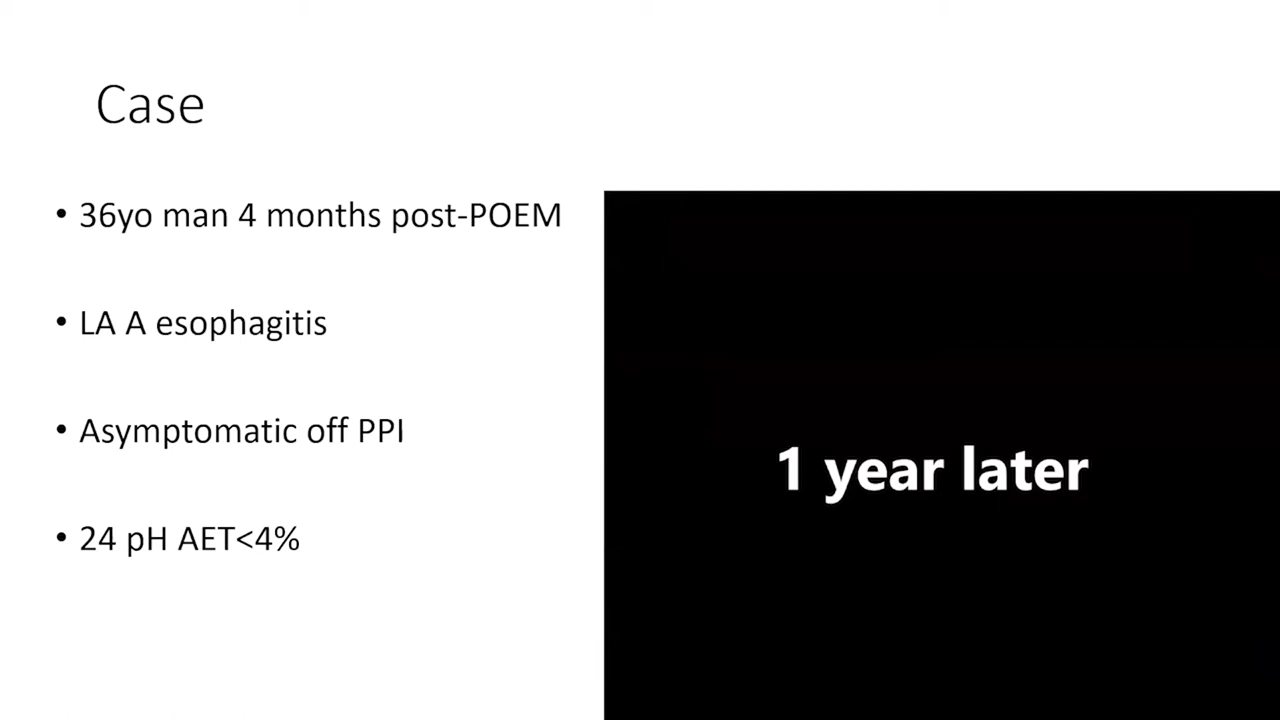 Case
• 36yo man 4 months post-POEM
• LA A esophagitis
• Asymptomatic off PPI
• 24 pH AET<4%
1 year later